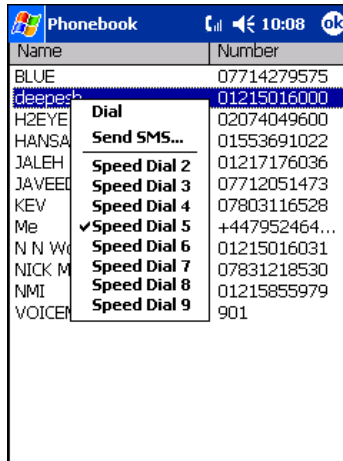 Phonebook 10:08 ok
Name Number
BLUE 07714279575
deepesh 01215016000
H2EYE 02074049600
HANSA 01553691022
JALEH 01217176036
JAVEED 07712051473
KEV 07803116528
Me +447952464...
N N Wo 01215016031
NICK M 07831218530
NMI 01215855979
VOICEM 901
Dial
Send SMS...
Speed Dial 2
Speed Dial 3
Speed Dial 4
✓Speed Dial 5
Speed Dial 6
Speed Dial 7
Speed Dial 8
Speed Dial 9